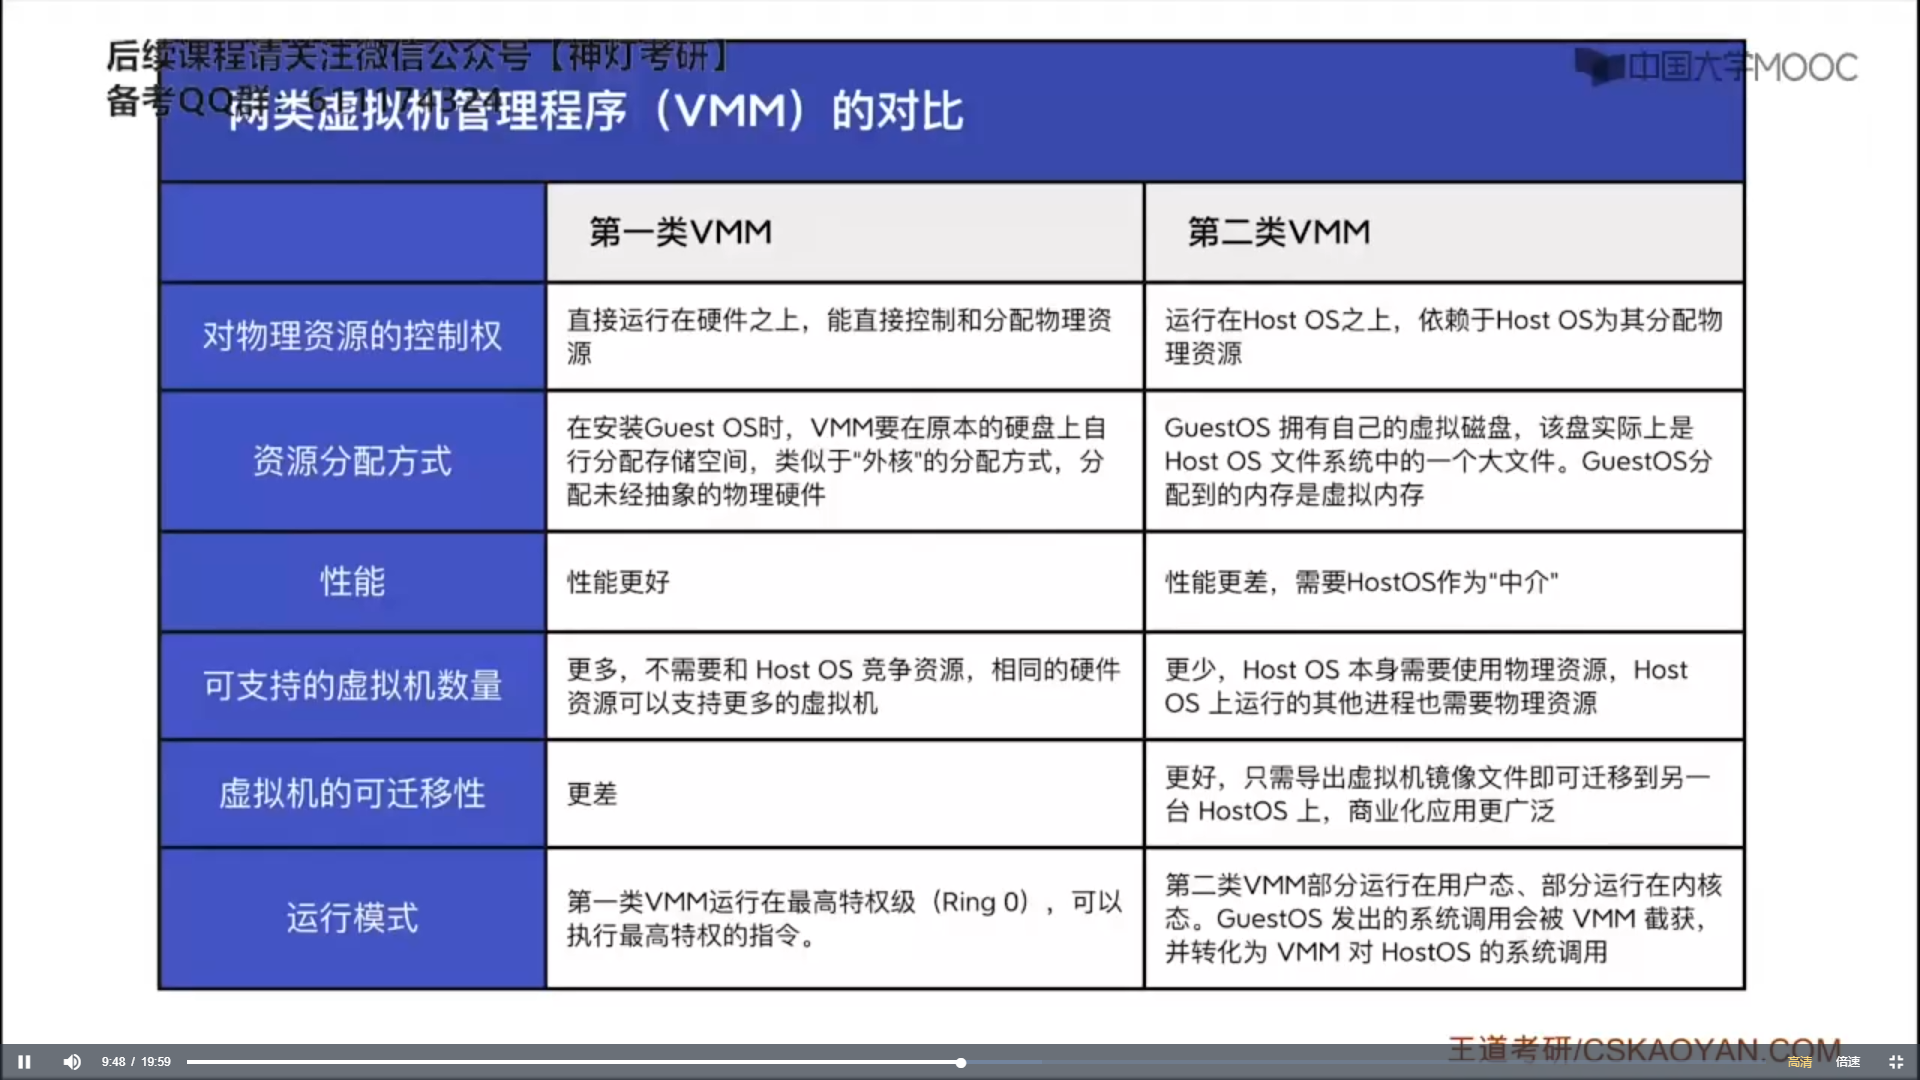 后续课程请关注微信公众号【神灯考研】
备考QQ群：611174324
中国大学MOOC
两类虚拟机管理程序（VMM）的对比
第一类VMM
第二类VMM
对物理资源的控制权
直接运行在硬件之上，能直接控制和分配物理资
源
运行在Host OS之上，依赖于Host OS为其分配物
理资源
资源分配方式
在安装Guest OS时，VMM要在原本的硬盘上自
行分配存储空间，类似于“外核”的分配方式，分
配未经抽象的物理硬件
GuestOS 拥有自己的虚拟磁盘，该盘实际上是
Host OS 文件系统中的一个大文件。GuestOS分
配到的内存是虚拟内存
性能
性能更好
性能更差，需要HostOS作为“中介”
可支持的虚拟机数量
更多，不需要和 Host OS 竞争资源，相同的硬件
资源可以支持更多的虚拟机
更少，Host OS 本身需要使用物理资源，Host
OS 上运行的其他进程也需要物理资源
虚拟机的可迁移性
更差
更好，只需导出虚拟机镜像文件即可迁移到另一
台 HostOS 上，商业化应用更广泛
运行模式
第一类VMM运行在最高特权级（Ring 0），可以
执行最高特权的指令。
第二类VMM部分运行在用户态、部分运行在内核
态。GuestOS 发出的系统调用会被 VMM 截获，
并转化为 VMM 对 HostOS 的系统调用
王道考研/CSKAOYAN.COM
9:48 / 19:59
高清
倍速